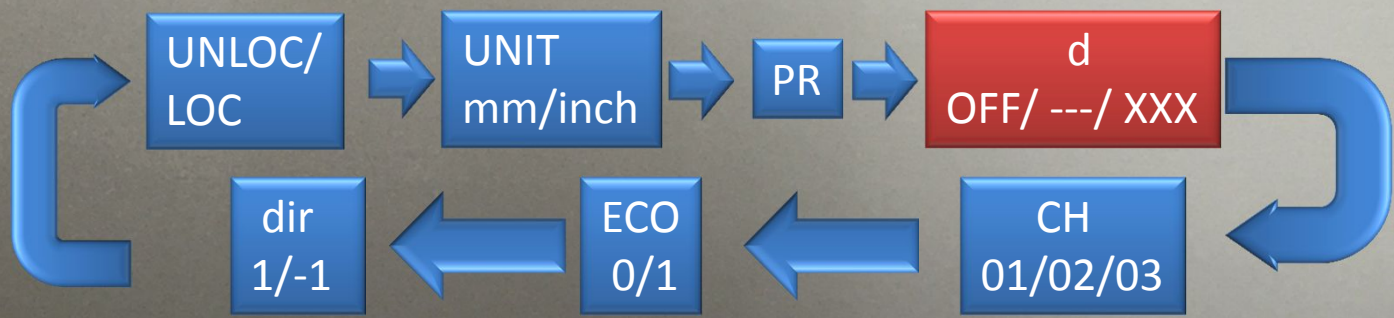 UNLOC/
LOC
UNIT
mm/inch
PR
d
OFF/ ---/ XXX
dir
1/-1
ECO
0/1
CH
01/02/03